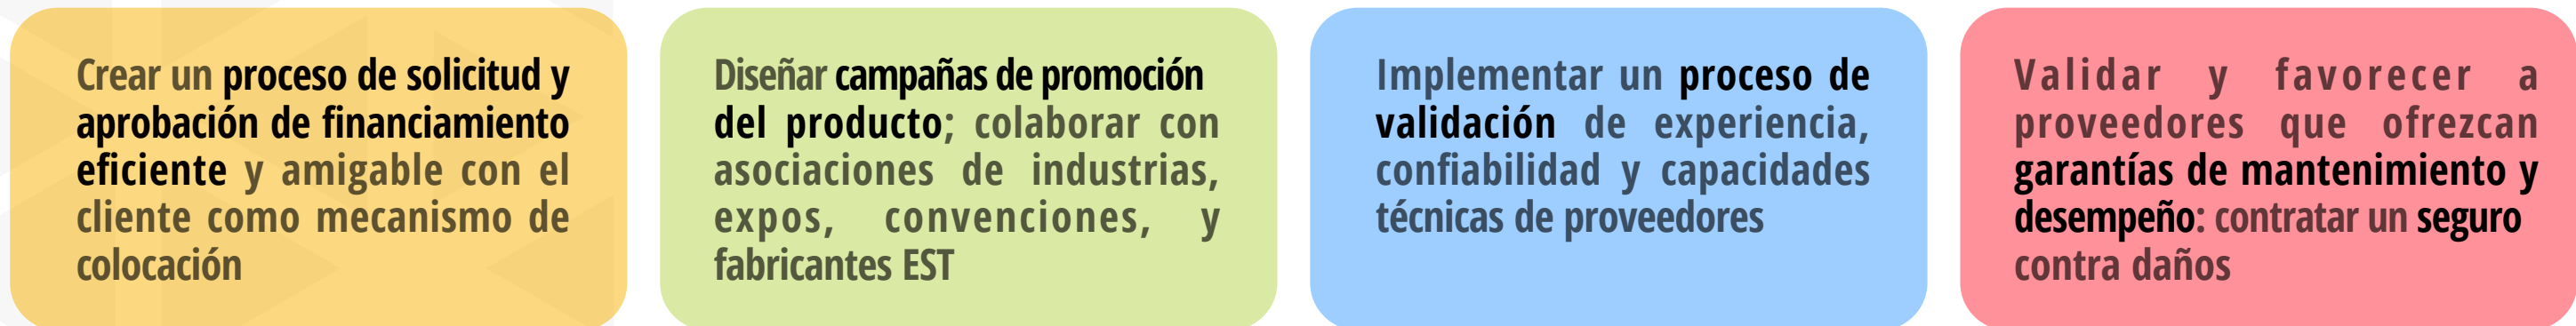 Crear un proceso de solicitud y
aprobación de financiamiento
eficiente y amigable con el
cliente como mecanismo de
colocación
Diseñar campañas de promoción
del producto; colaborar con
asociaciones de industrias,
expos, convenciones, y
fabricantes EST
Implementar un proceso de
validación de experiencia,
confiabilidad y capacidades
técnicas de proveedores
Validar y favorecer a
proveedores que ofrezcan
garantías de mantenimiento y
desempeño: contratar un seguro
contra daños